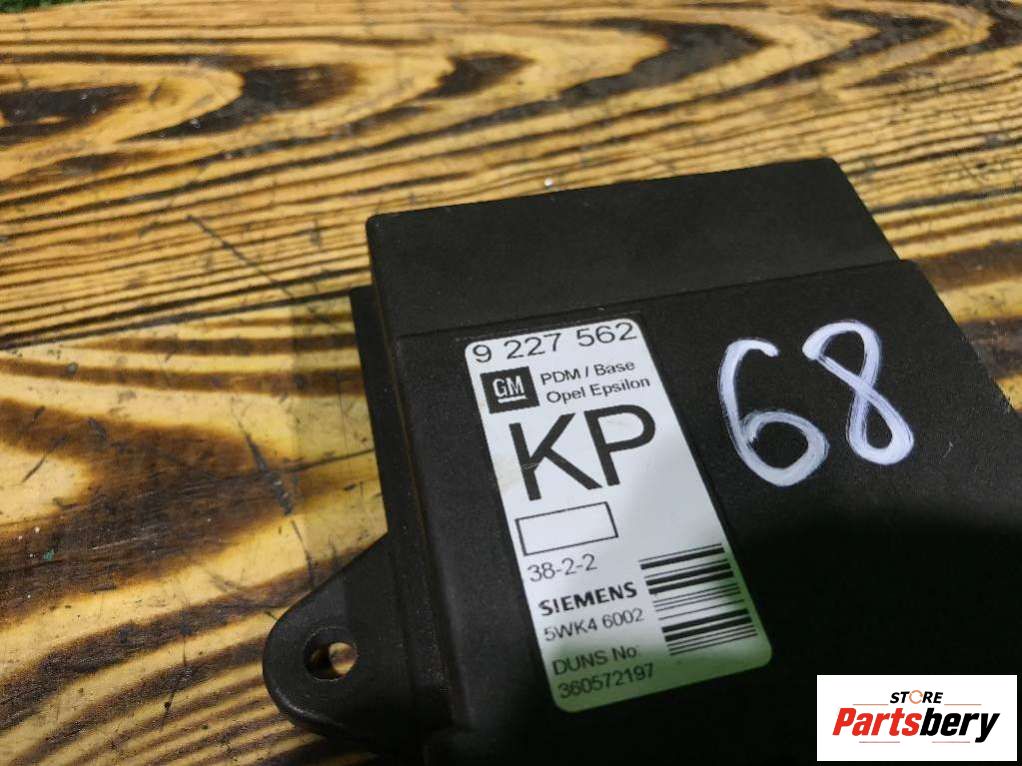 9 227 562
GM
PDM / Base
Opel Epsilon
KP
38-2-2
SIEMENS
5WK4 6002
DUNS No:
360572197
68
STORE
Partsbery